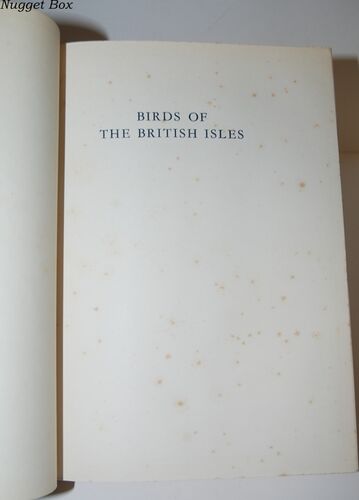 Nugget Box
BIRDS OF
THE BRITISH ISLES